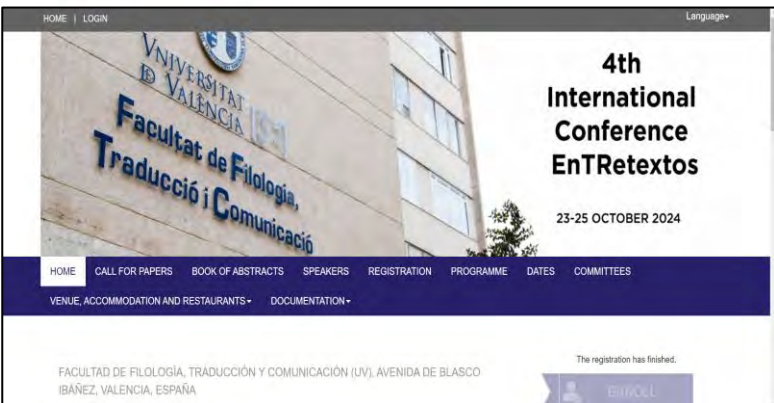 HOME | LOGIN
Language
VNIVERSITAT
ID VALÈNCIA
Facultat de Filologia,
Traducció i Comunicació
4th
International
Conference
EnTRetextos
23-25 OCTOBER 2024
HOME CALL FOR PAPERS BOOK OF ABSTRACTS SPEAKERS REGISTRATION PROGRAMME DATES COMMITTEES
VENUE, ACCOMMODATION AND RESTAURANTS DOCUMENTATION
The registration has finished.
FACULTAD DE FILOLOGÍA, TRADUCCIÓN Y COMUNICACIÓN (UV), AVENIDA DE BLASCO
IBÁÑEZ, VALENCIA, ESPAÑA
ENROLL